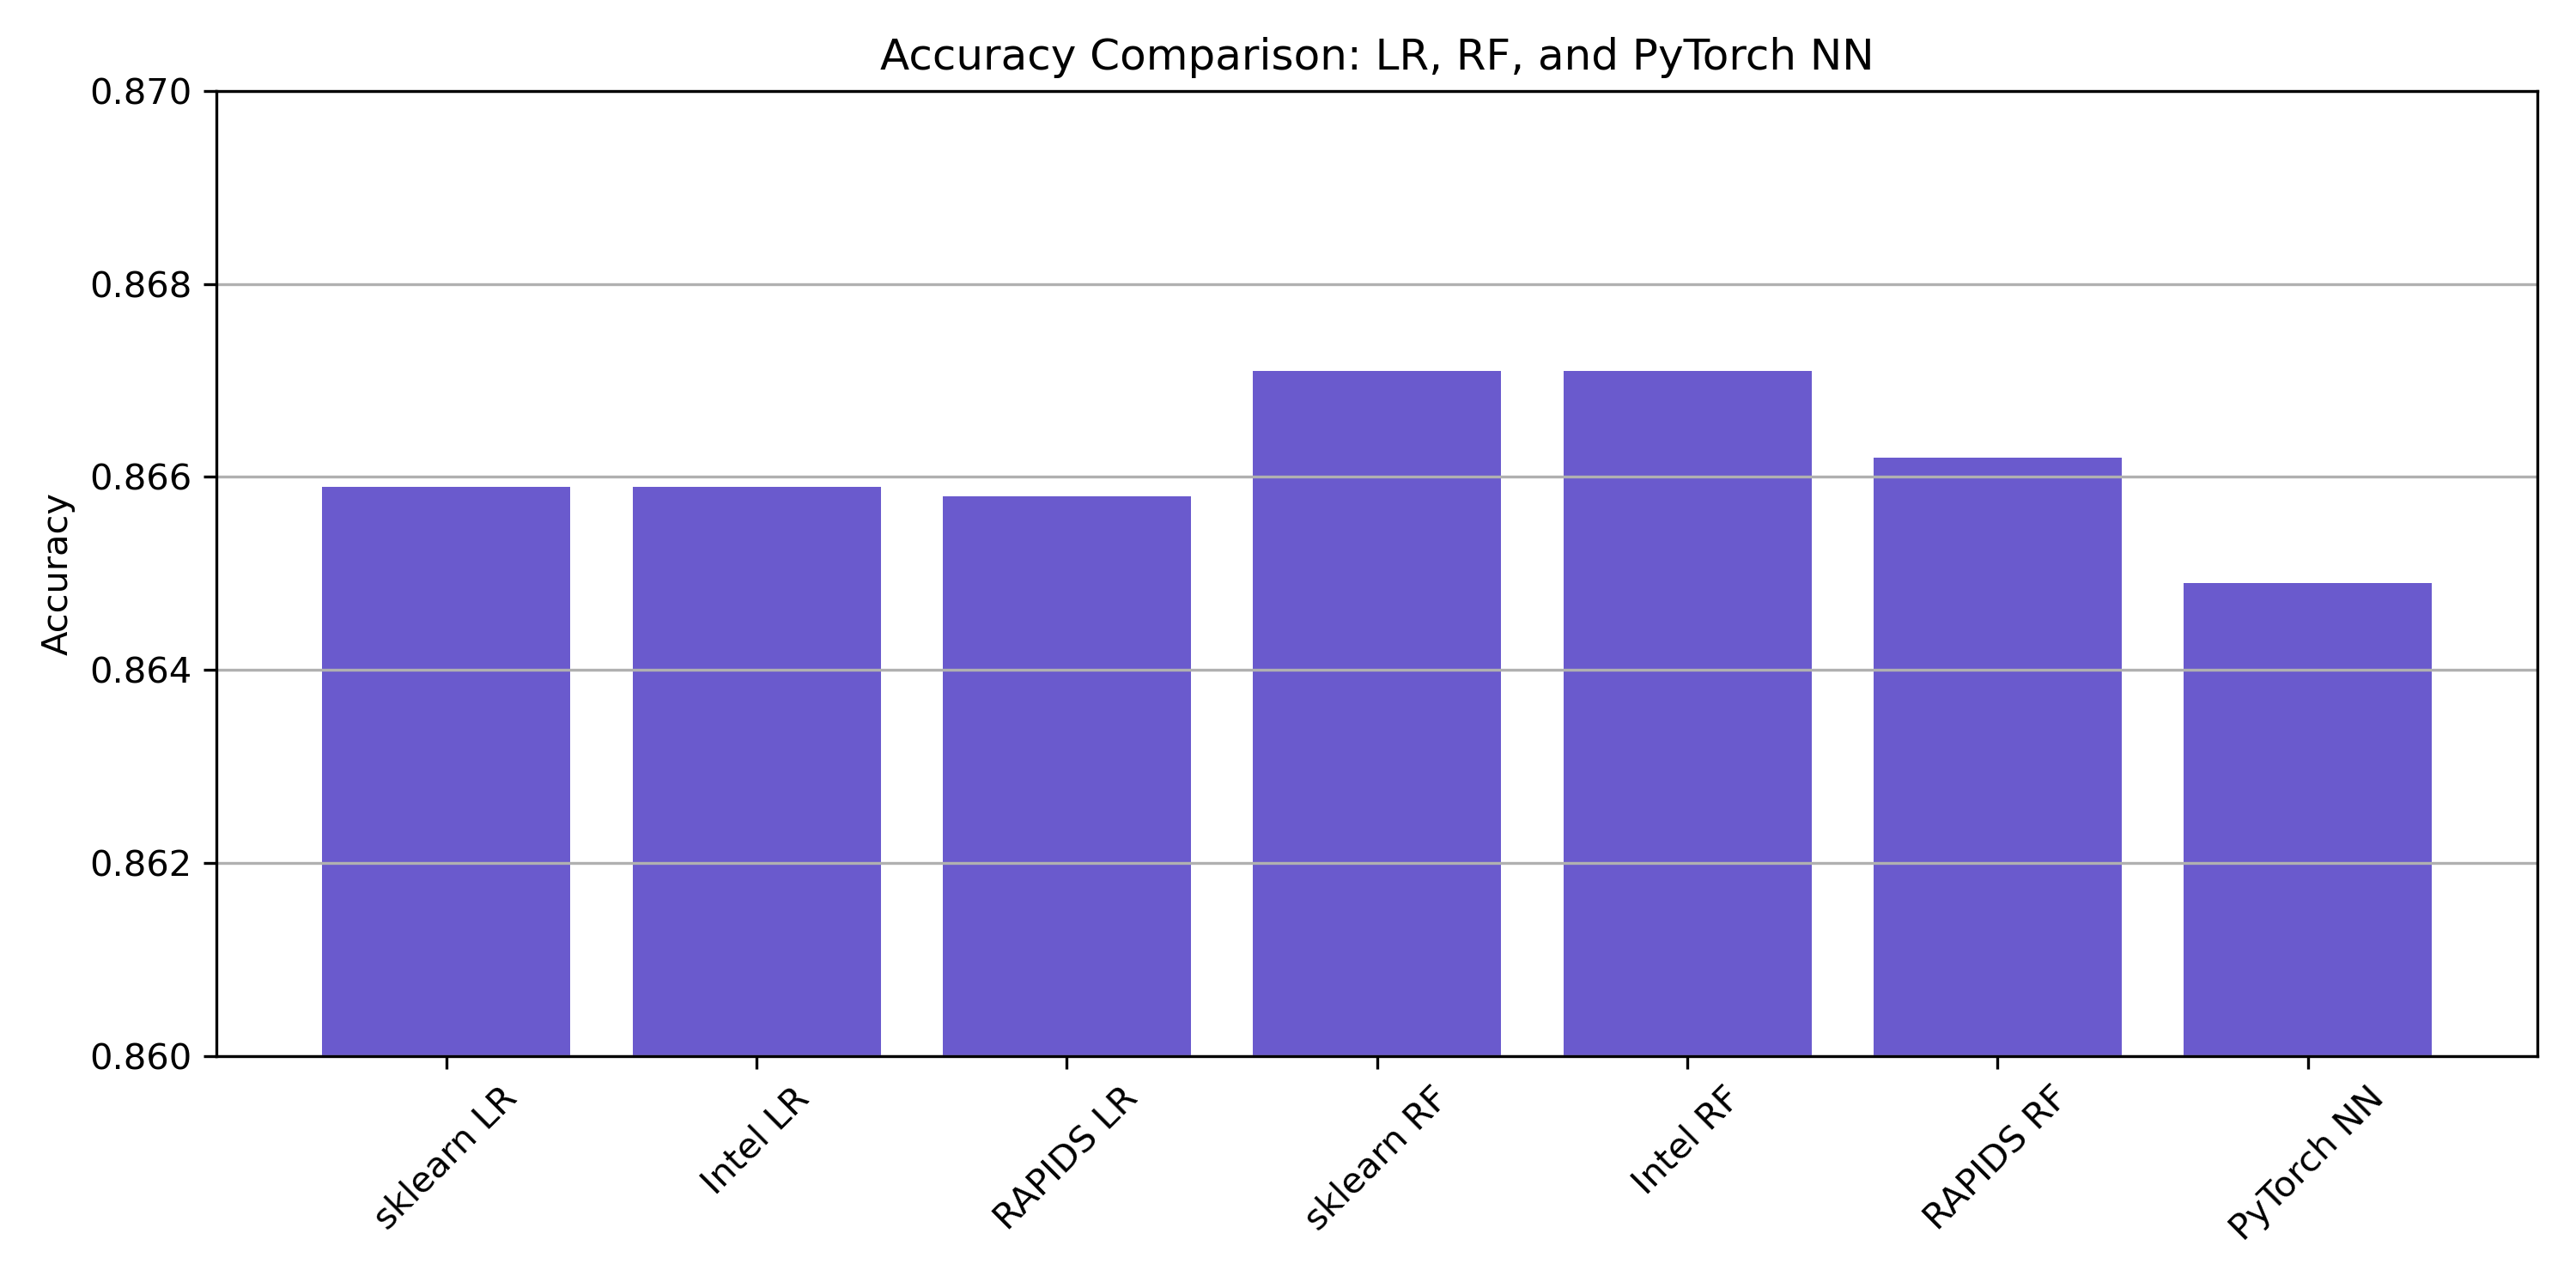 Accuracy Comparison: LR, RF, and PyTorch NN
Accuracy
0.870
0.868
0.866
0.864
0.862
0.860
sklearn LR
Intel LR
RAPIDS LR
sklearn RF
Intel RF
RAPIDS RF
PyTorch NN